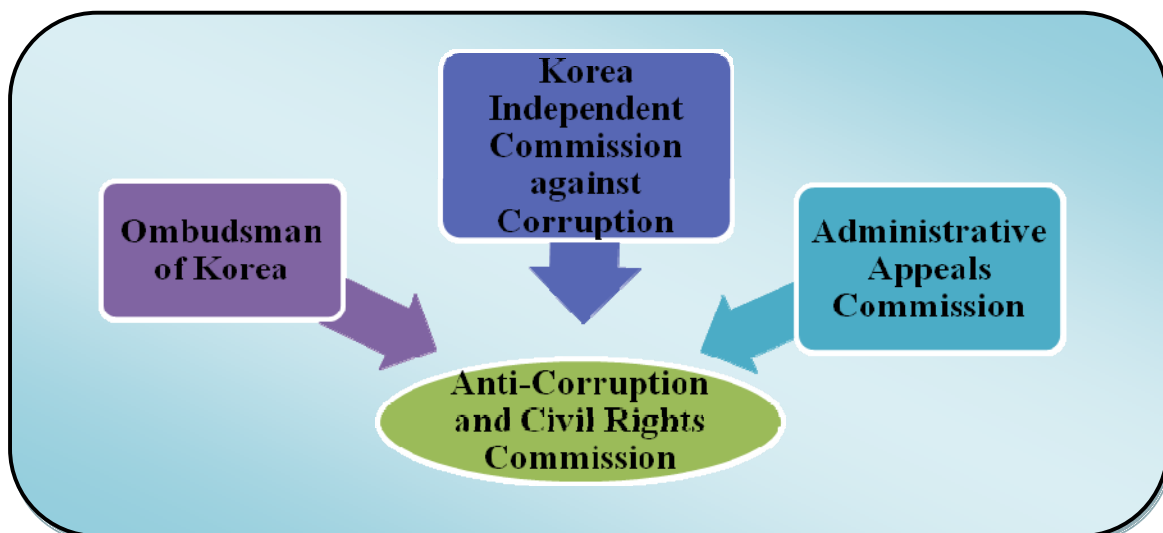 Korea
Independent
Commission
against
Corruption
Ombudsman
of Korea
Administrative
Appeals
Commission
Anti-Corruption
and Civil Rights
Commission